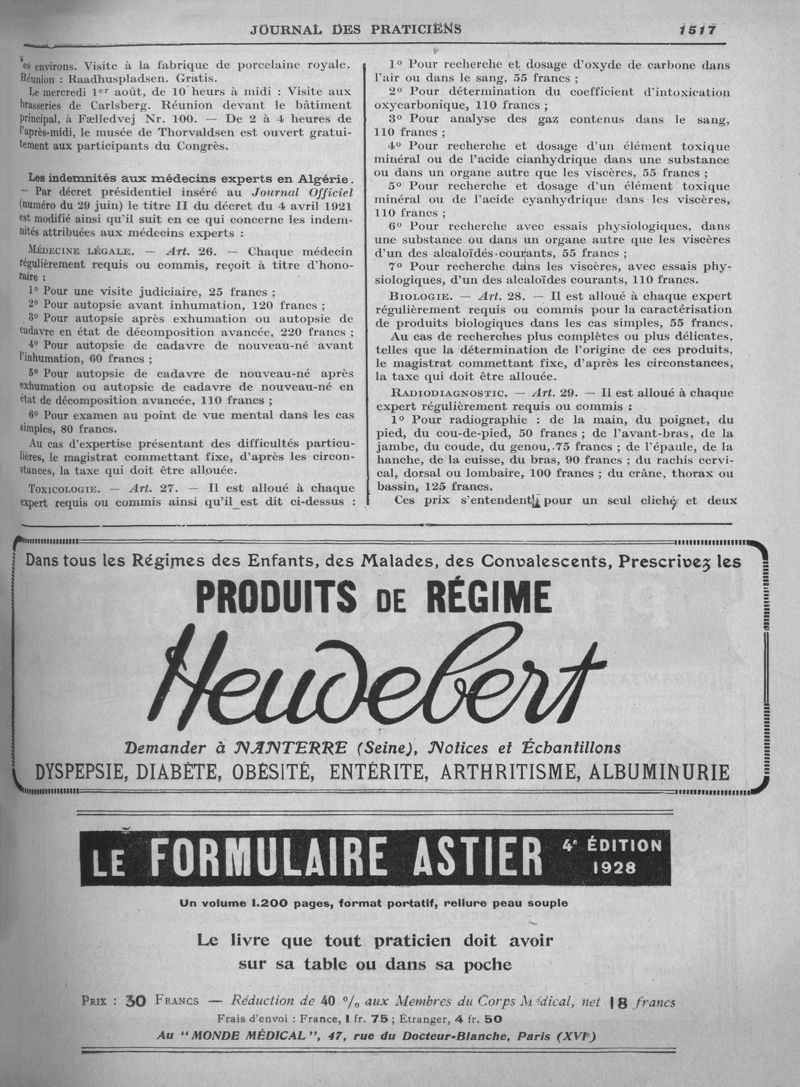 JOURNAL DES PRATICIENS 1517
ses environs. Visite à la fabrique de porcelaine royale.
Réunion : Raadhuspladsen. Gratis.
Le mercredi 1er août, de 10 heures à midi : Visite aux
brasseries de Carlsberg. Réunion devant le bâtiment
principal, à Fælledvej Nr. 100. — De 2 à 4 heures de
l'après-midi, le musée de Thorvaldsen est ouvert gratui-
tement aux participants du Congrès.
Les indemnités aux médecins experts en Algérie.
— Par décret présidentiel inséré au Journal Officiel
(numéro du 29 juin) le titre II du décret du 4 avril 1921
est modifié ainsi qu'il suit en ce qui concerne les indem-
nités attribuées aux médecins experts :
MÉDECINE LÉGALE. — Art. 26. — Chaque médecin
régulièrement requis ou commis, reçoit à titre d'hono-
raire :
1º Pour une visite judiciaire, 25 francs ;
2º Pour autopsie avant inhumation, 120 francs ;
3º Pour autopsie après exhumation ou autopsie de
cadavre en état de décomposition avancée, 220 francs ;
4º Pour autopsie de cadavre de nouveau-né avant
l'inhumation, 60 francs ;
5º Pour autopsie de cadavre de nouveau-né après
exhumation ou autopsie de cadavre de nouveau-né en
état de décomposition avancée, 110 francs ;
6º Pour examen au point de vue mental dans les cas
simples, 80 francs.
Au cas d'expertise présentant des difficultés particu-
lières, le magistrat commettant fixe, d'après les circon-
stances, la taxe qui doit être allouée.
TOXICOLOGIE. — Art. 27. — Il est alloué à chaque
expert requis ou commis ainsi qu'il est dit ci-dessus :
1º Pour recherche et dosage d'oxyde de carbone dans
l'air ou dans le sang, 55 francs ;
2º Pour détermination du coefficient d'intoxication
oxycarbonique, 110 francs ;
3º Pour analyse des gaz contenus dans le sang,
110 francs ;
4º Pour recherche et dosage d'un élément toxique
minéral ou de l'acide cianhydrique dans une substance
ou dans un organe autre que les viscères, 55 francs ;
5º Pour recherche et dosage d'un élément toxique
minéral ou de l'acide cyanhydrique dans les viscères,
110 francs ;
6º Pour recherche avec essais physiologiques, dans
une substance ou dans un organe autre que les viscères
d'un des alcaloïdés courants, 55 francs ;
7º Pour recherche dans les viscères, avec essais phy-
siologiques, d'un des alcaloïdes courants, 110 francs.
BIOLOGIE. — Art. 28. — Il est alloué à chaque expert
régulièrement requis ou commis pour la caractérisation
de produits biologiques dans les cas simples, 55 francs.
Au cas de recherches plus complètes ou plus délicates,
telles que la détermination de l'origine de ces produits,
le magistrat commettant fixe, d'après les circonstances,
la taxe qui doit être allouée.
RADIODIAGNOSTIC. — Art. 29. — Il est alloué à chaque
expert régulièrement requis ou commis :
1º Pour radiographie : de la main, du poignet, du
pied, du cou-de-pied, 50 francs ; de l'avant-bras, de la
jambe, du coude, du genou, 75 francs ; de l'épaule, de la
hanche, de la cuisse, du bras, 90 francs ; du rachis cervi-
cal, dorsal ou lombaire, 100 francs ; du crâne, thorax ou
bassin, 125 francs.
Ces prix s'entendent pour un seul cliché et deux
Dans tous les Régimes des Enfants, des Malades, des Convalescents, Prescrivez les
PRODUITS DE RÉGIME
Heudebert
Demander à NANTERRE (Seine), Notices et Échantillons
DYSPEPSIE, DIABÈTE, OBÉSITÉ, ENTÉRITE, ARTHRITISME, ALBUMINURIE
LE FORMULAIRE ASTIER 4e ÉDITION
1928
Un volume 1.200 pages, format portatif, reliure peau souple
Le livre que tout praticien doit avoir
sur sa table ou dans sa poche
PRIX : 30 FRANCS — Réduction de 40 % aux Membres du Corps Médical, net 18 francs
Frais d'envoi : France, 1 fr. 75 ; Étranger, 4 fr. 50
Au "MONDE MÉDICAL", 47, rue du Docteur-Blanche, Paris (XVIe)